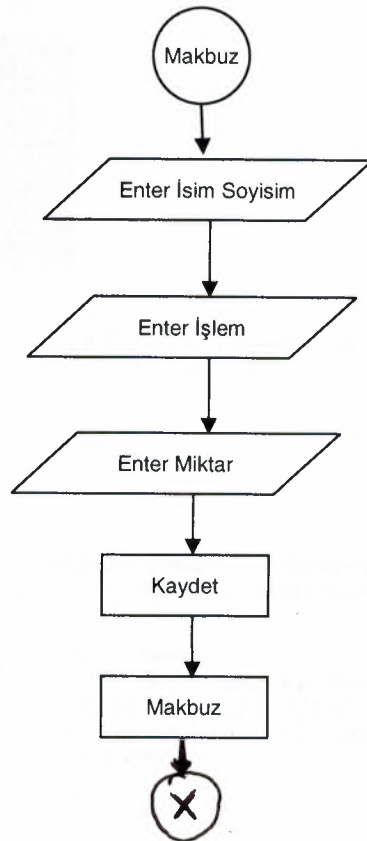 Makbuz
Enter İsim Soyisim
Enter İşlem
Enter Miktar
Kaydet
Makbuz
X